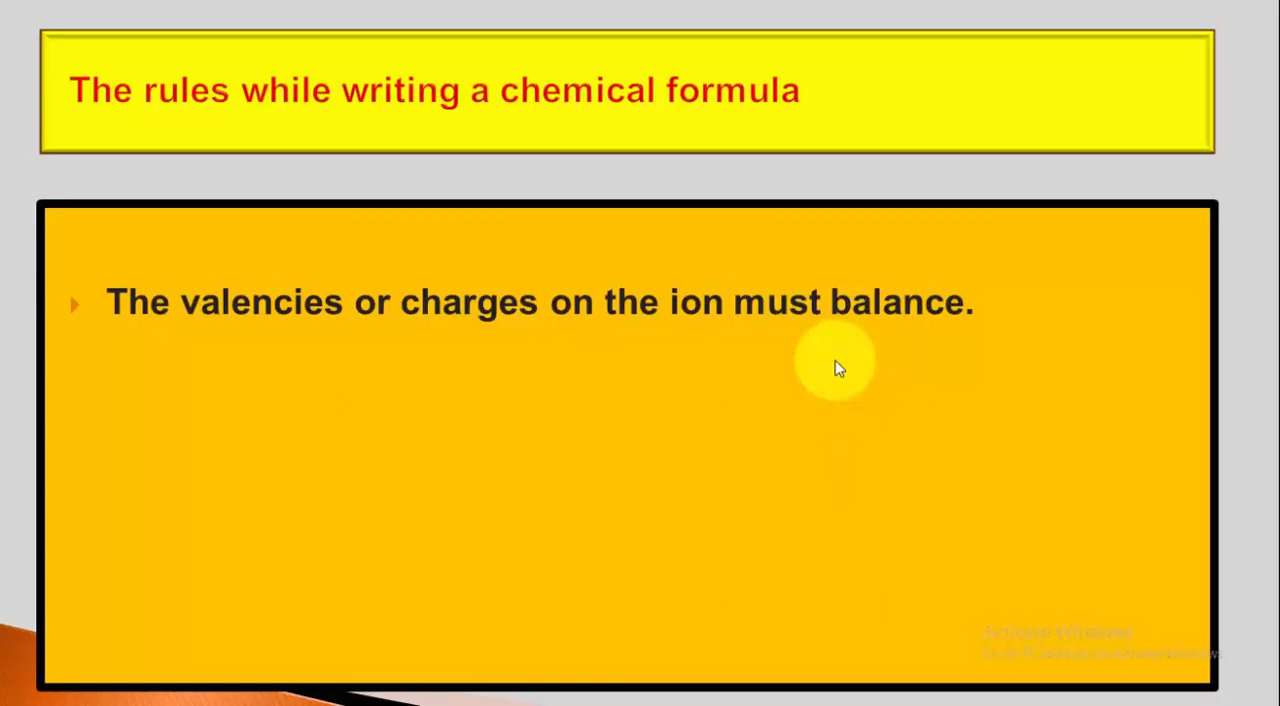 The rules while writing a chemical formula
The valencies or charges on the ion must balance.
Activate Windows